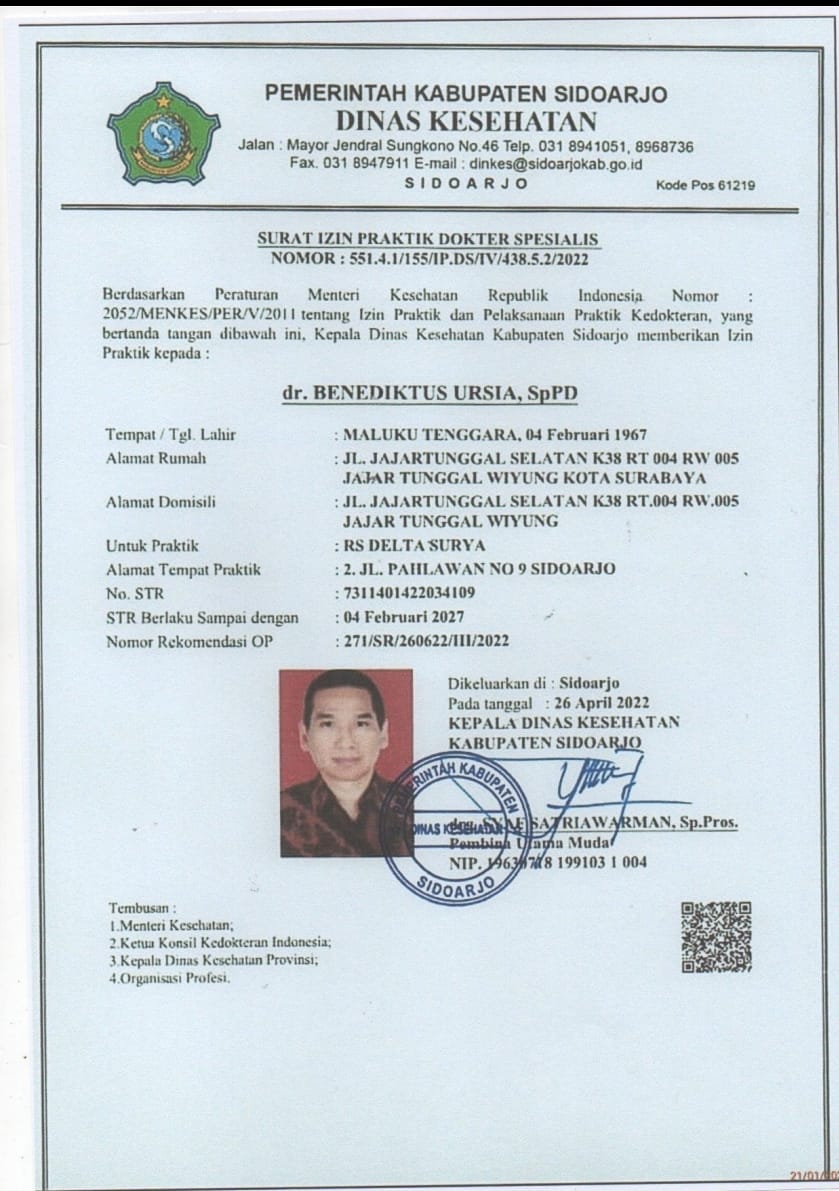 PEMERINTAH KABUPATEN SIDOARJO
DINAS KESEHATAN
Jalan : Mayor Jendral Sungkono No.46 Telp. 031 8941051, 8968736
Fax. 031 8947911 E-mail : dinkes@sidoarjokab.go.id
SIDOARJO
Kode Pos 61219
SURAT IZIN PRAKTIK DOKTER SPESIALIS
NOMOR : 551.4.1/155/IP.DS/IV/438.5.2/2022
Berdasarkan Peraturan Menteri Kesehatan Republik Indonesia Nomor :
2052/MENKES/PER/V/2011 tentang Izin Praktik dan Pelaksanaan Praktik Kedokteran, yang
bertanda tangan dibawah ini, Kepala Dinas Kesehatan Kabupaten Sidoarjo memberikan Izin
Praktik kepada :
dr. BENEDIKTUS URSIA, SpPD
Tempat / Tgl. Lahir : MALUKU TENGGARA, 04 Februari 1967
Alamat Rumah : JL. JAJARTUNGGAL SELATAN K38 RT 004 RW 005
JAJAR TUNGGAL WIYUNG KOTA SURABAYA
Alamat Domisili : JL. JAJARTUNGGAL SELATAN K38 RT.004 RW.005
JAJAR TUNGGAL WIYUNG
Untuk Praktik : RS DELTA SURYA
Alamat Tempat Praktik : 2. JL. PAHLAWAN NO 9 SIDOARJO
No. STR : 7311401422034109
STR Berlaku Sampai dengan : 04 Februari 2027
Nomor Rekomendasi OP : 271/SR/260622/III/2022
Dikeluarkan di : Sidoarjo
Pada tanggal : 26 April 2022
KEPALA DINAS KESEHATAN
KABUPATEN SIDOARJO
PEMERINTAH KABUPATEN
DINAS KESEHATAN
SIDOARJO
SATRIAWARMAN, Sp.Pros.
Pembina Utama Muda
NIP. 199103 1 004
Tembusan :
1.Menteri Kesehatan;
2.Ketua Konsil Kedokteran Indonesia;
3.Kepala Dinas Kesehatan Provinsi;
4.Organisasi Profesi.